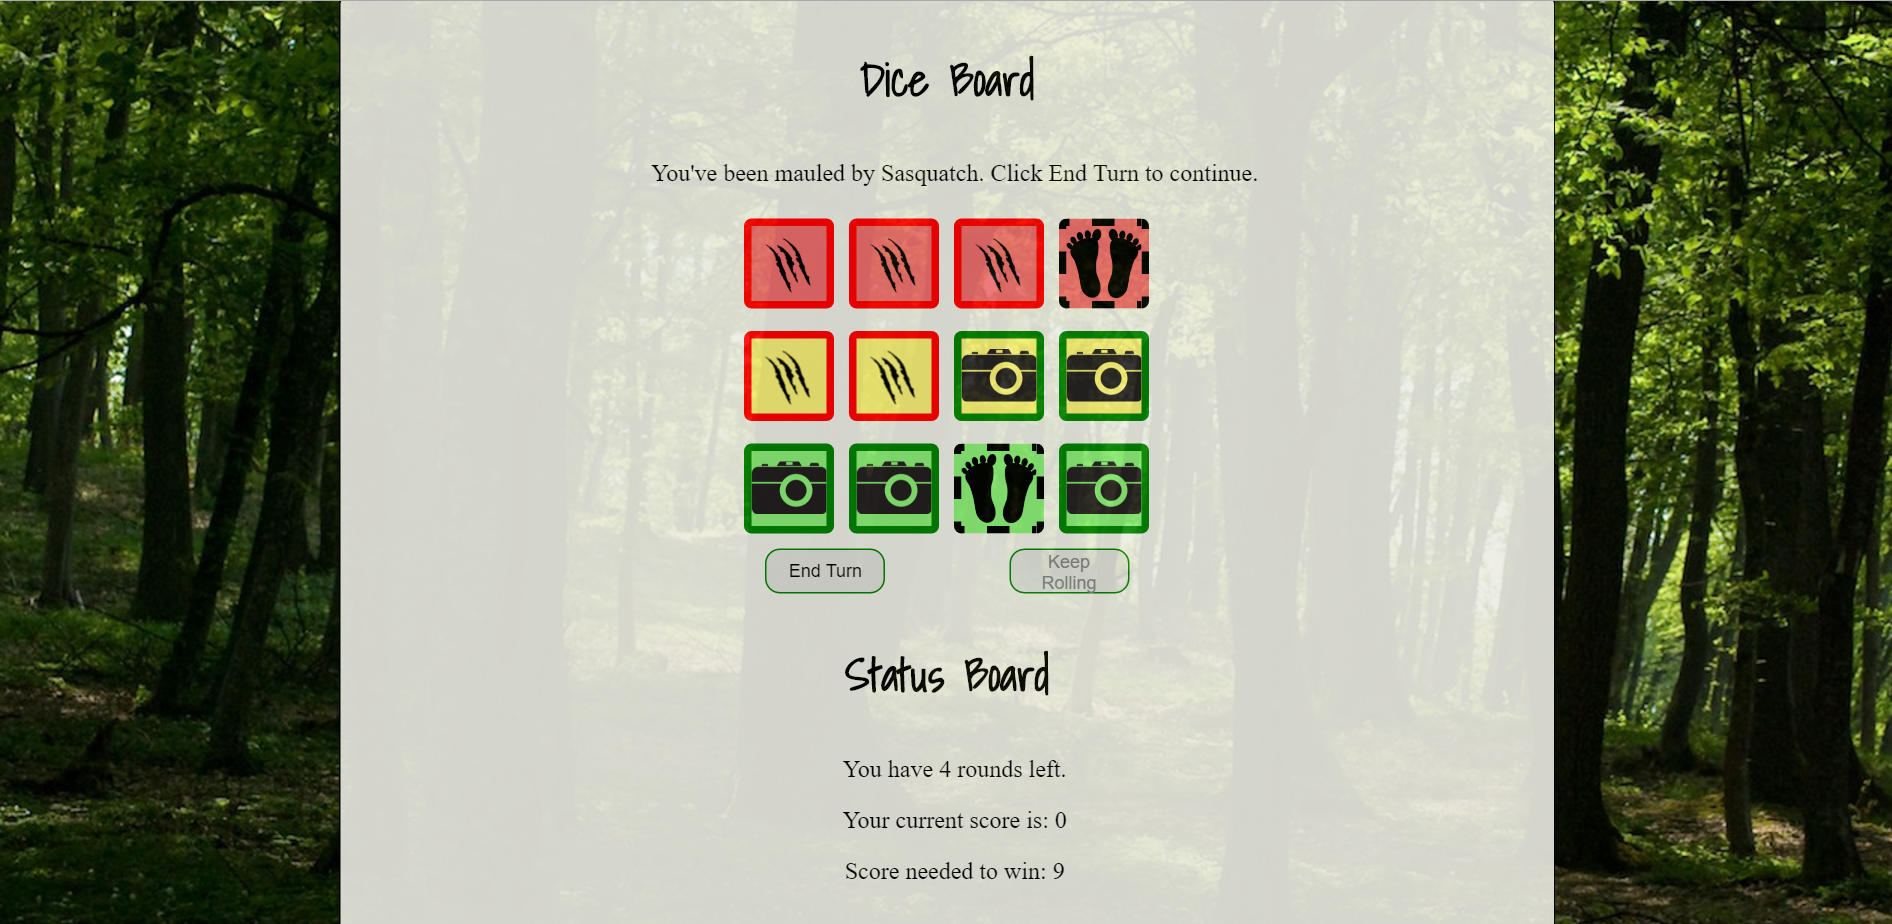 Dice Board
You've been mauled by Sasquatch. Click End Turn to continue.
End Turn
Keep
Rolling
Status Board
You have 4 rounds left.
Your current score is: 0
Score needed to win: 9